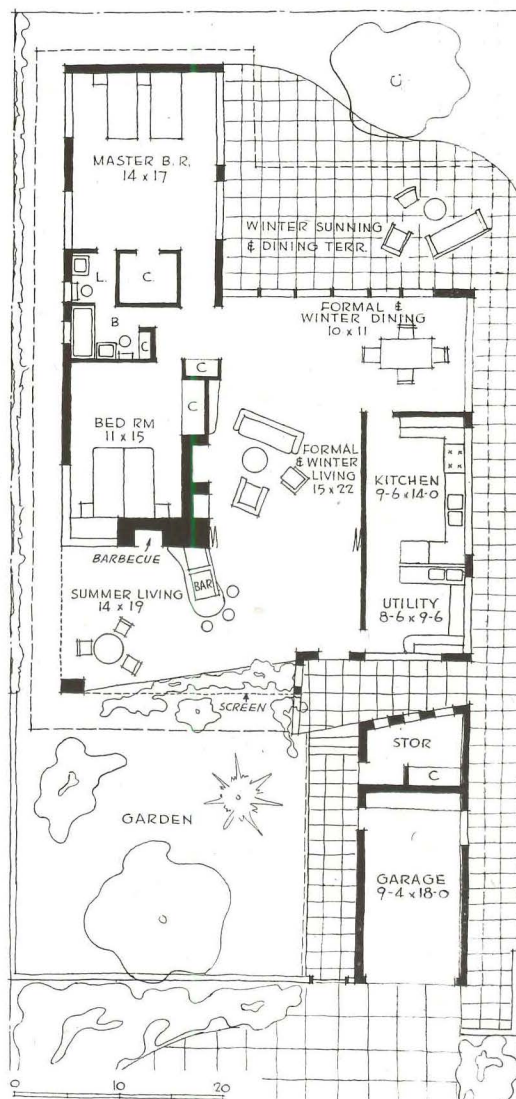 MASTER B.R.
14 x 17
WINTER SUNNING
& DINING TERR.
L.
C.
B
C
FORMAL &
WINTER DINING
10 x 11
C
C
BED RM
11 x 15
FORMAL
& WINTER
LIVING
15 x 22
KITCHEN
9-6 x 14-0
BARBECUE
BAR
SUMMER LIVING
14 x 19
UTILITY
8-6 x 9-6
SCREEN
STOR
C
GARDEN
GARAGE
9-4 x 18-0
0 10 20